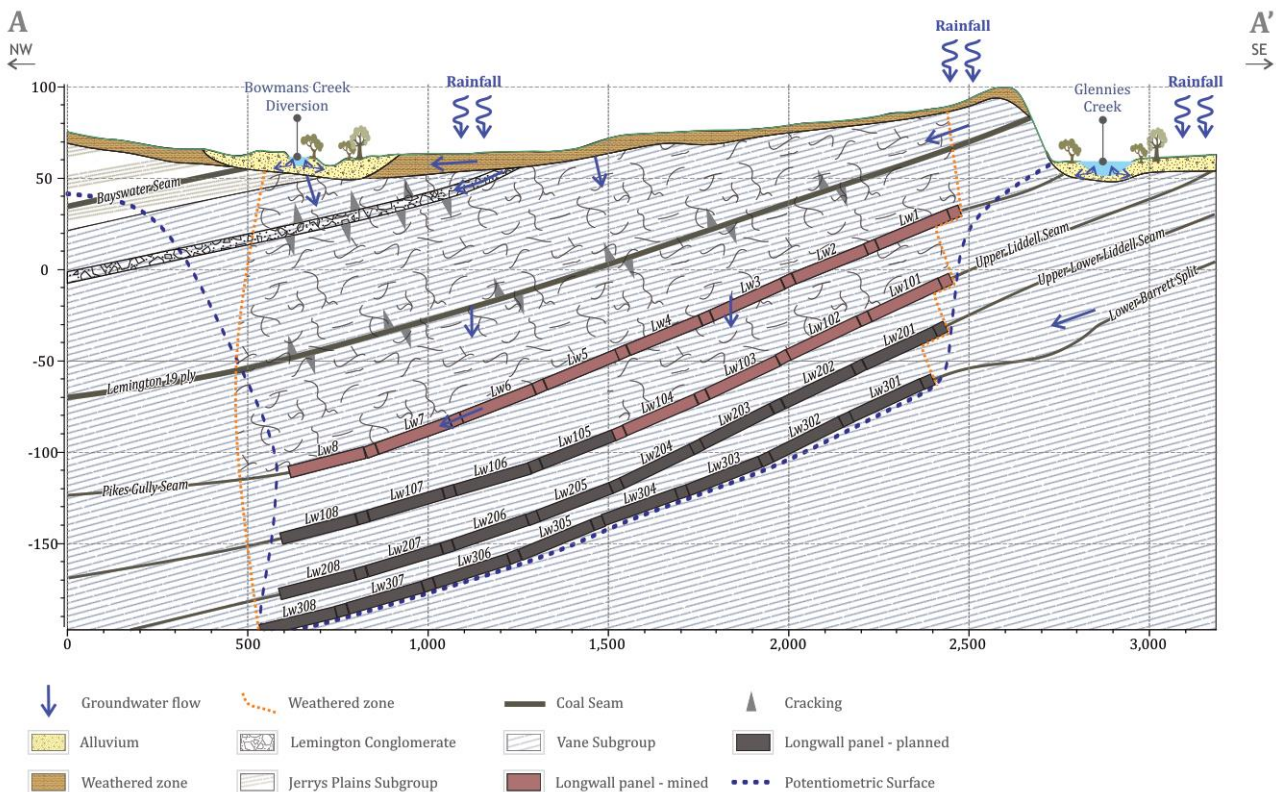 A
NW
A'
SE
Rainfall
Rainfall
Rainfall
Bowmans Creek
Diversion
Glennies
Creek
100
50
0
-50
-100
-150
Bayswater Seam
Lemington 19 ply
Pikes Gully Seam
Upper Liddell Seam
Upper Lower Liddell Seam
Lower Barrett Split
Lw1
Lw2
Lw3
Lw4
Lw5
Lw6
Lw7
Lw8
Lw101
Lw102
Lw103
Lw104
Lw105
Lw106
Lw107
Lw108
Lw201
Lw202
Lw203
Lw204
Lw205
Lw206
Lw207
Lw208
Lw301
Lw302
Lw303
Lw304
Lw305
Lw306
Lw307
Lw308
0 500 1,000 1,500 2,000 2,500 3,000
Groundwater flow Weathered zone Coal Seam Cracking
Alluvium Lemington Conglomerate Vane Subgroup Longwall panel - planned
Weathered zone Jerrys Plains Subgroup Longwall panel - mined Potentiometric Surface